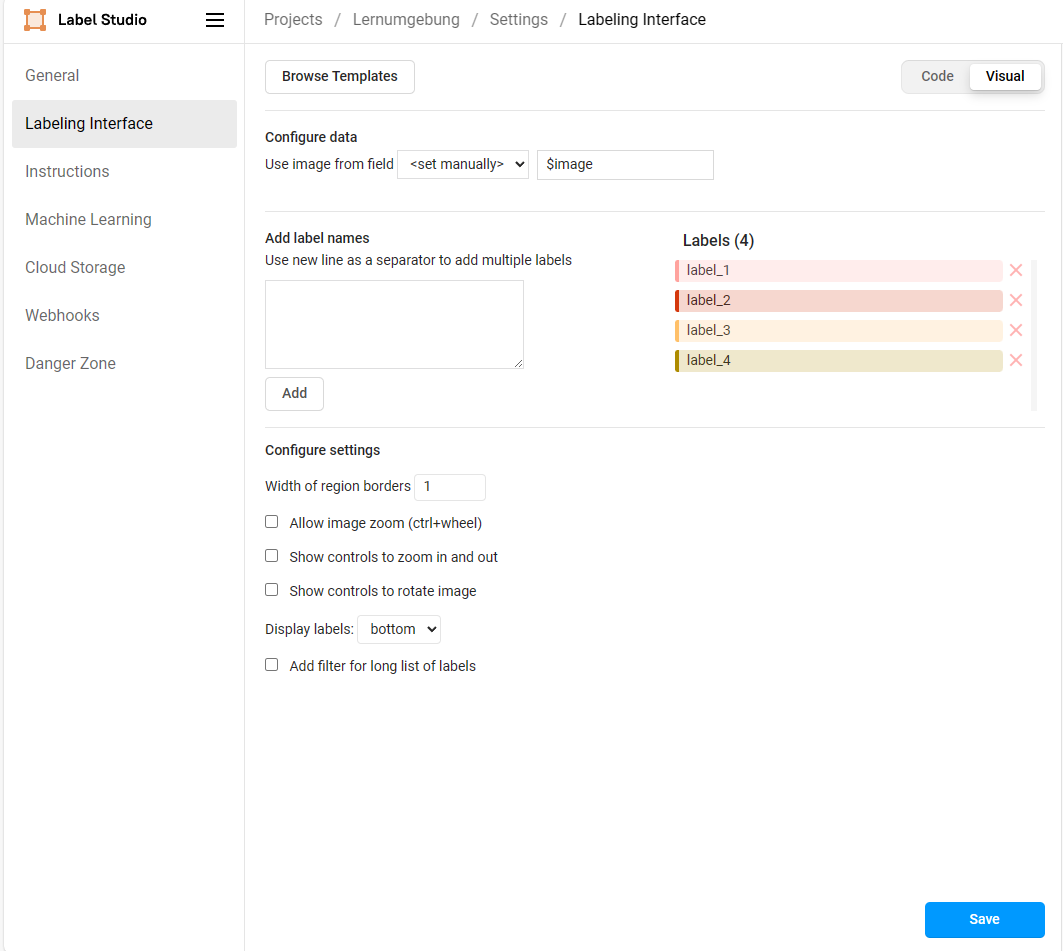 Label Studio
Projects / Lernumgebung / Settings / Labeling Interface
General
Labeling Interface
Instructions
Machine Learning
Cloud Storage
Webhooks
Danger Zone
Browse Templates
Code Visual
Configure data
Use image from field <set manually> $image
Add label names
Use new line as a separator to add multiple labels
Add
Labels (4)
label_1
label_2
label_3
label_4
Configure settings
Width of region borders 1
Allow image zoom (ctrl+wheel)
Show controls to zoom in and out
Show controls to rotate image
Display labels: bottom
Add filter for long list of labels
Save